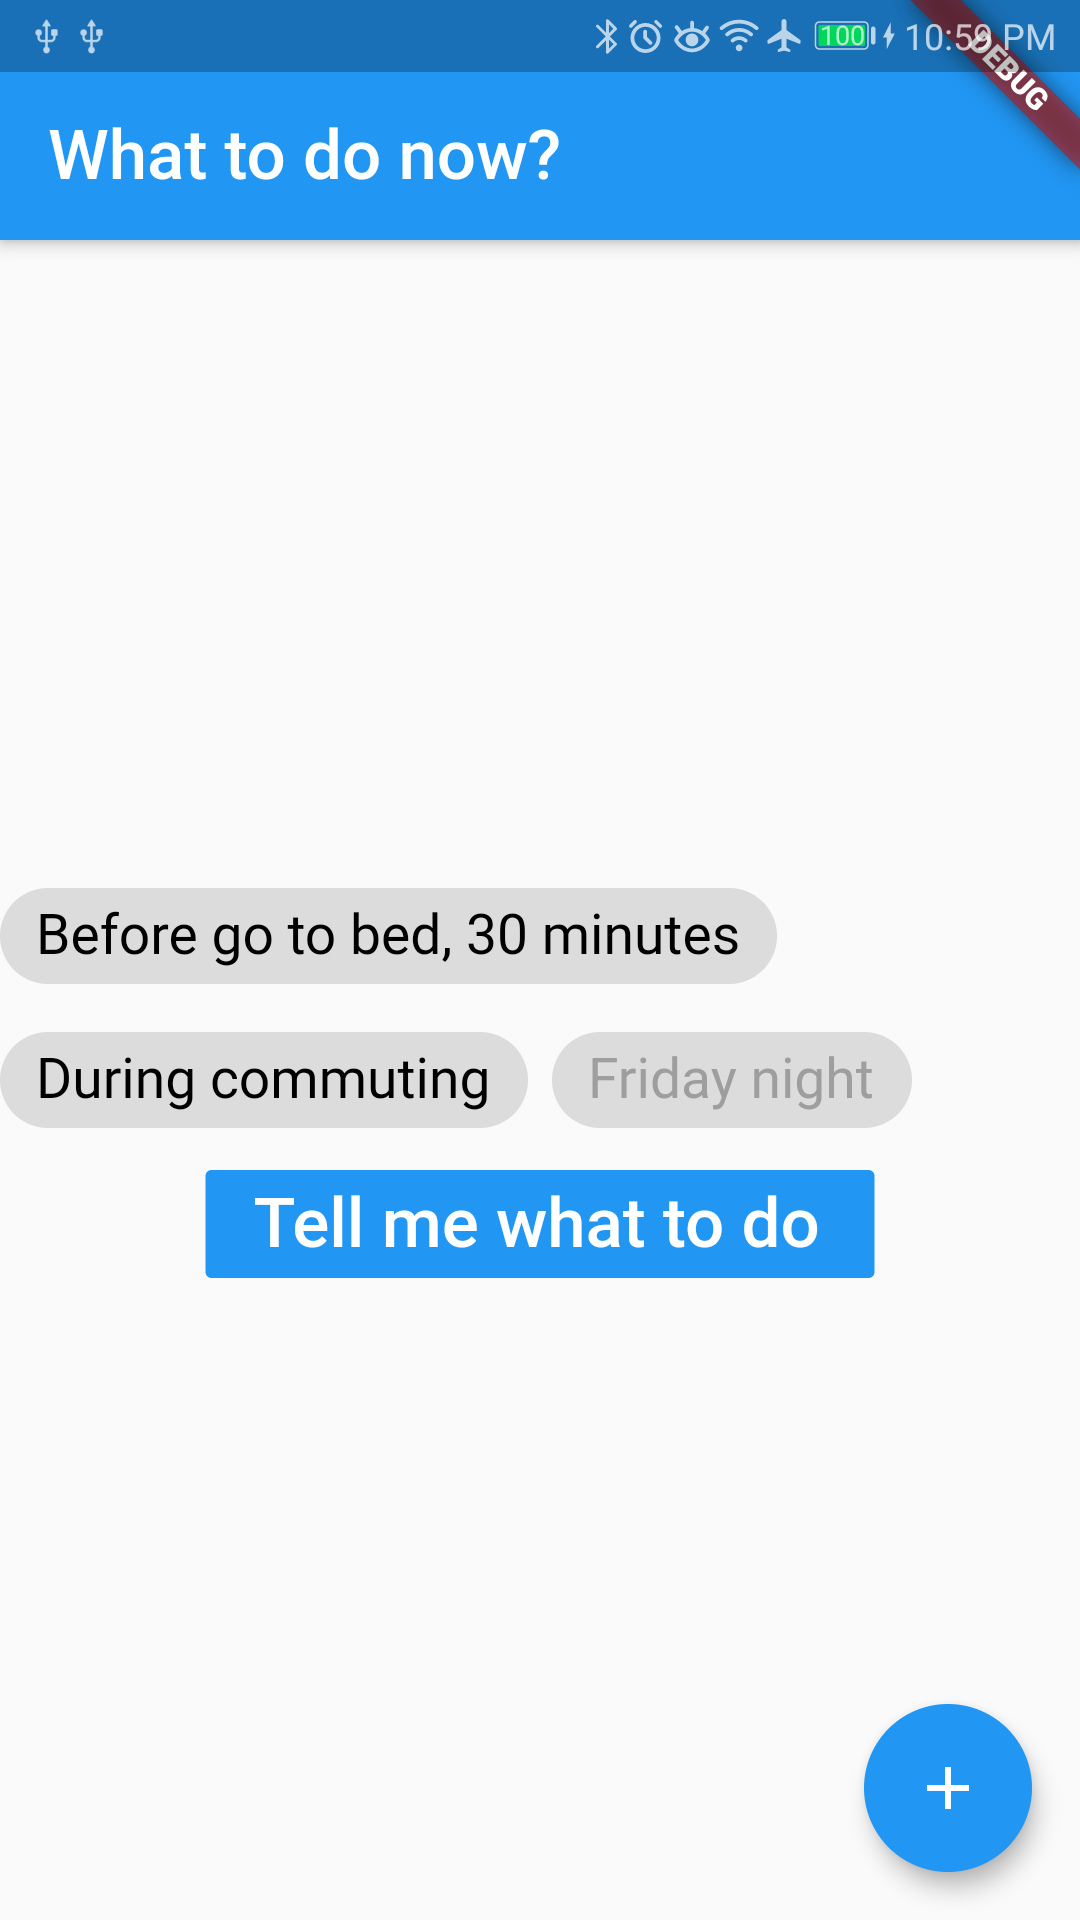 100 10:59 PM
DEBUG
What to do now?
Before go to bed, 30 minutes
During commuting Friday night
Tell me what to do